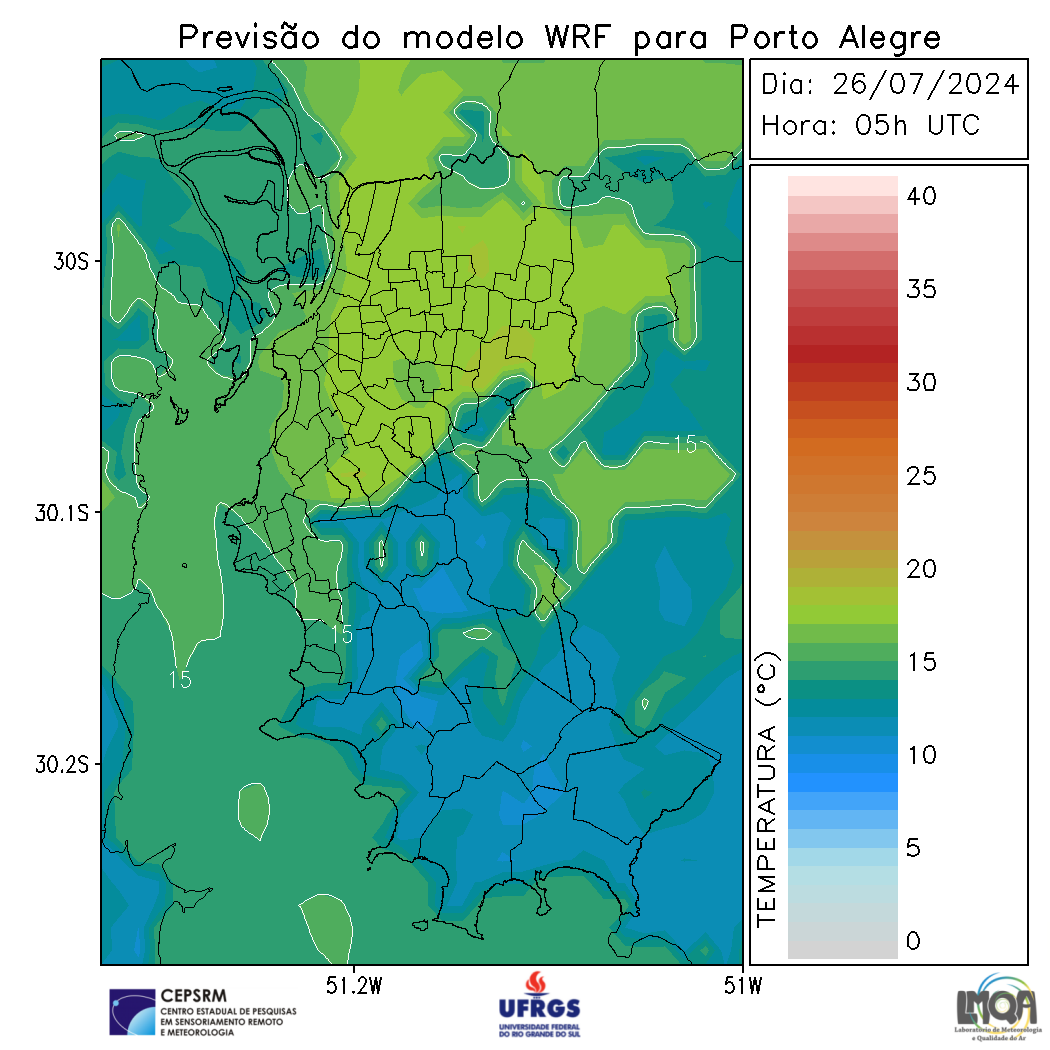 Previsão do modelo WRF para Porto Alegre
Dia: 26/07/2024
Hora: 05h UTC
30S
30.1S
30.2S
51.2W
51W
15
15
15
40
35
30
25
20
15
10
5
0
TEMPERATURA (°C)
CEPSRM
CENTRO ESTADUAL DE PESQUISAS
EM SENSORIAMENTO REMOTO
E METEOROLOGIA
UFRGS
UNIVERSIDADE FEDERAL
DO RIO GRANDE DO SUL
LMQA
Laboratório de Meteorologia
e Qualidade do Ar